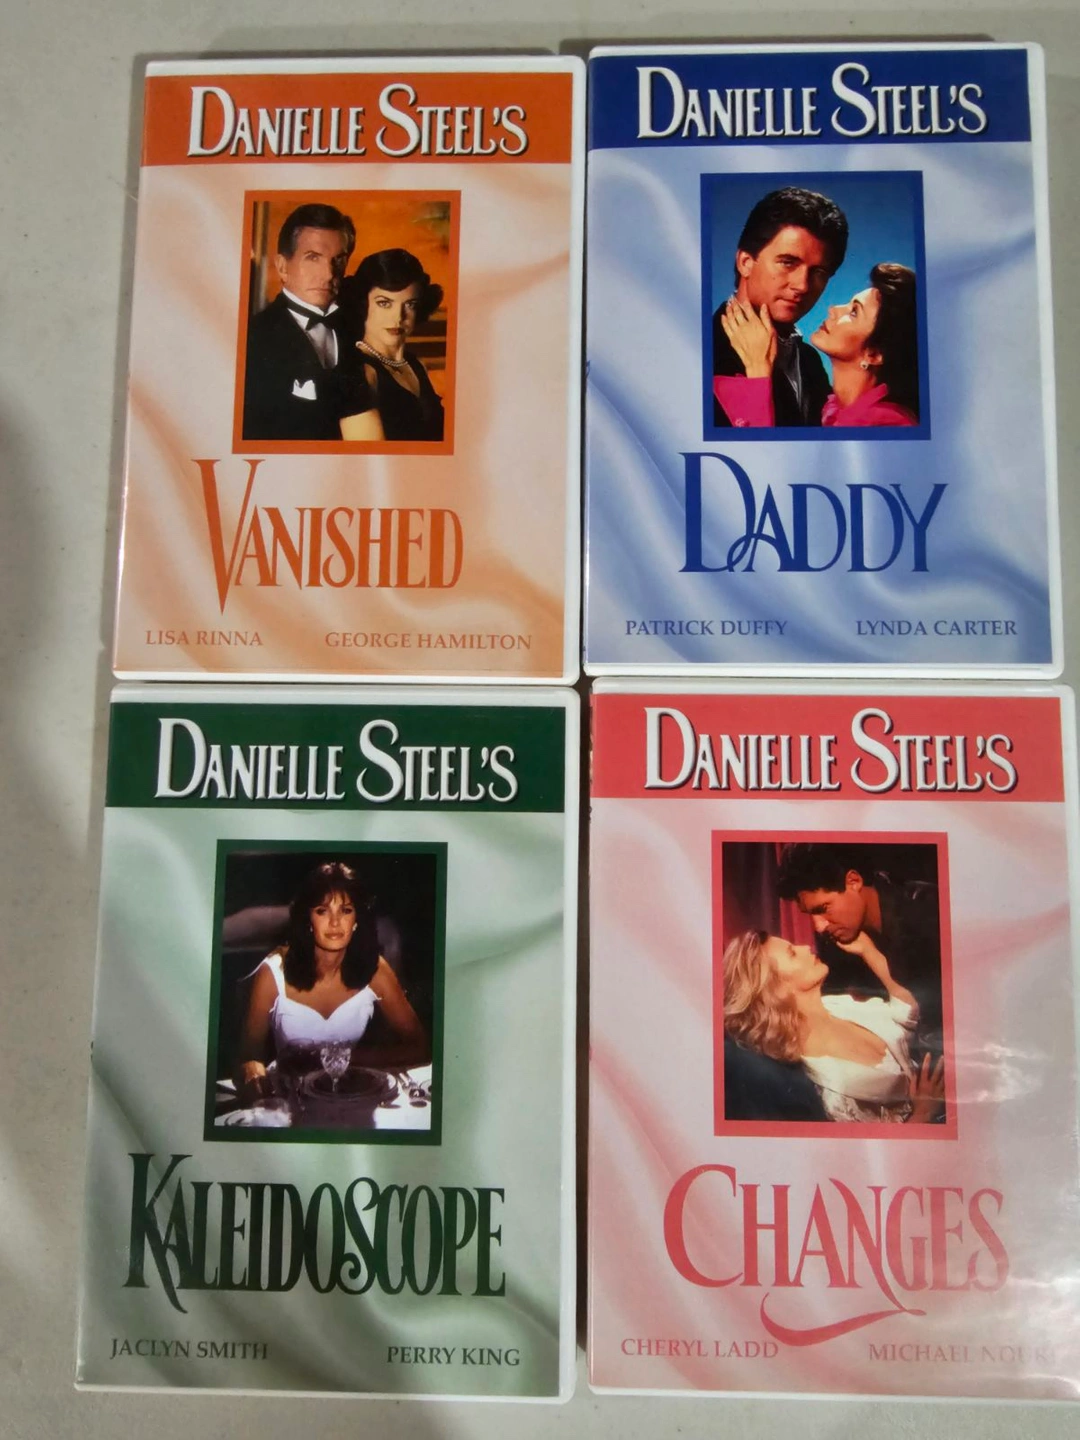 DANIELLE STEEL'S
VANISHED
LISA RINNA GEORGE HAMILTON
DANIELLE STEEL'S
DADDY
PATRICK DUFFY LYNDA CARTER
DANIELLE STEEL'S
KALEIDOSCOPE
JACLYN SMITH PERRY KING
DANIELLE STEEL'S
CHANGES
CHERYL LADD MICHAEL